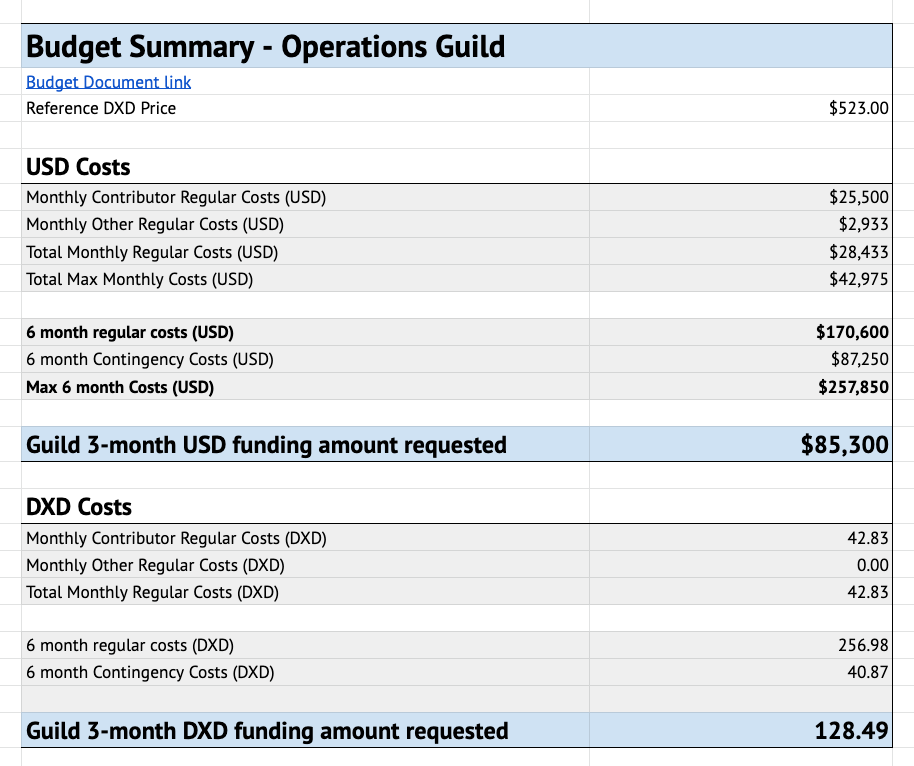 Budget Summary - Operations Guild
Budget Document link
Reference DXD Price $523.00
USD Costs
Monthly Contributor Regular Costs (USD) $25,500
Monthly Other Regular Costs (USD) $2,933
Total Monthly Regular Costs (USD) $28,433
Total Max Monthly Costs (USD) $42,975
6 month regular costs (USD) $170,600
6 month Contingency Costs (USD) $87,250
Max 6 month Costs (USD) $257,850
Guild 3-month USD funding amount requested $85,300
DXD Costs
Monthly Contributor Regular Costs (DXD) 42.83
Monthly Other Regular Costs (DXD) 0.00
Total Monthly Regular Costs (DXD) 42.83
6 month regular costs (DXD) 256.98
6 month Contingency Costs (DXD) 40.87
Guild 3-month DXD funding amount requested 128.49